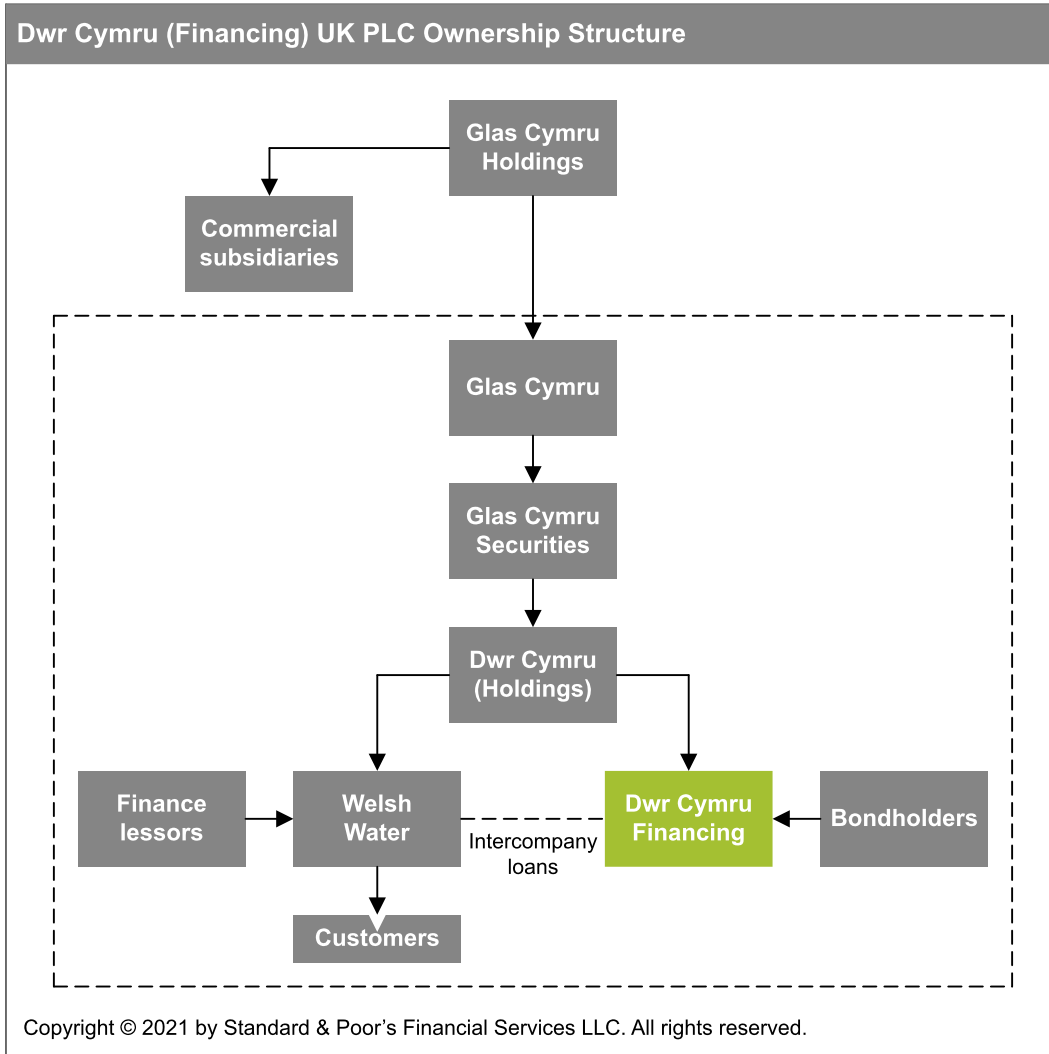 Dwr Cymru (Financing) UK PLC Ownership Structure
Glas Cymru
Holdings
Commercial
subsidiaries
Glas Cymru
Glas Cymru
Securities
Dwr Cymru
(Holdings)
Finance
lessors
Welsh
Water
Intercompany
loans
Dwr Cymru
Financing
Bondholders
Customers
Copyright © 2021 by Standard & Poor’s Financial Services LLC. All rights reserved.